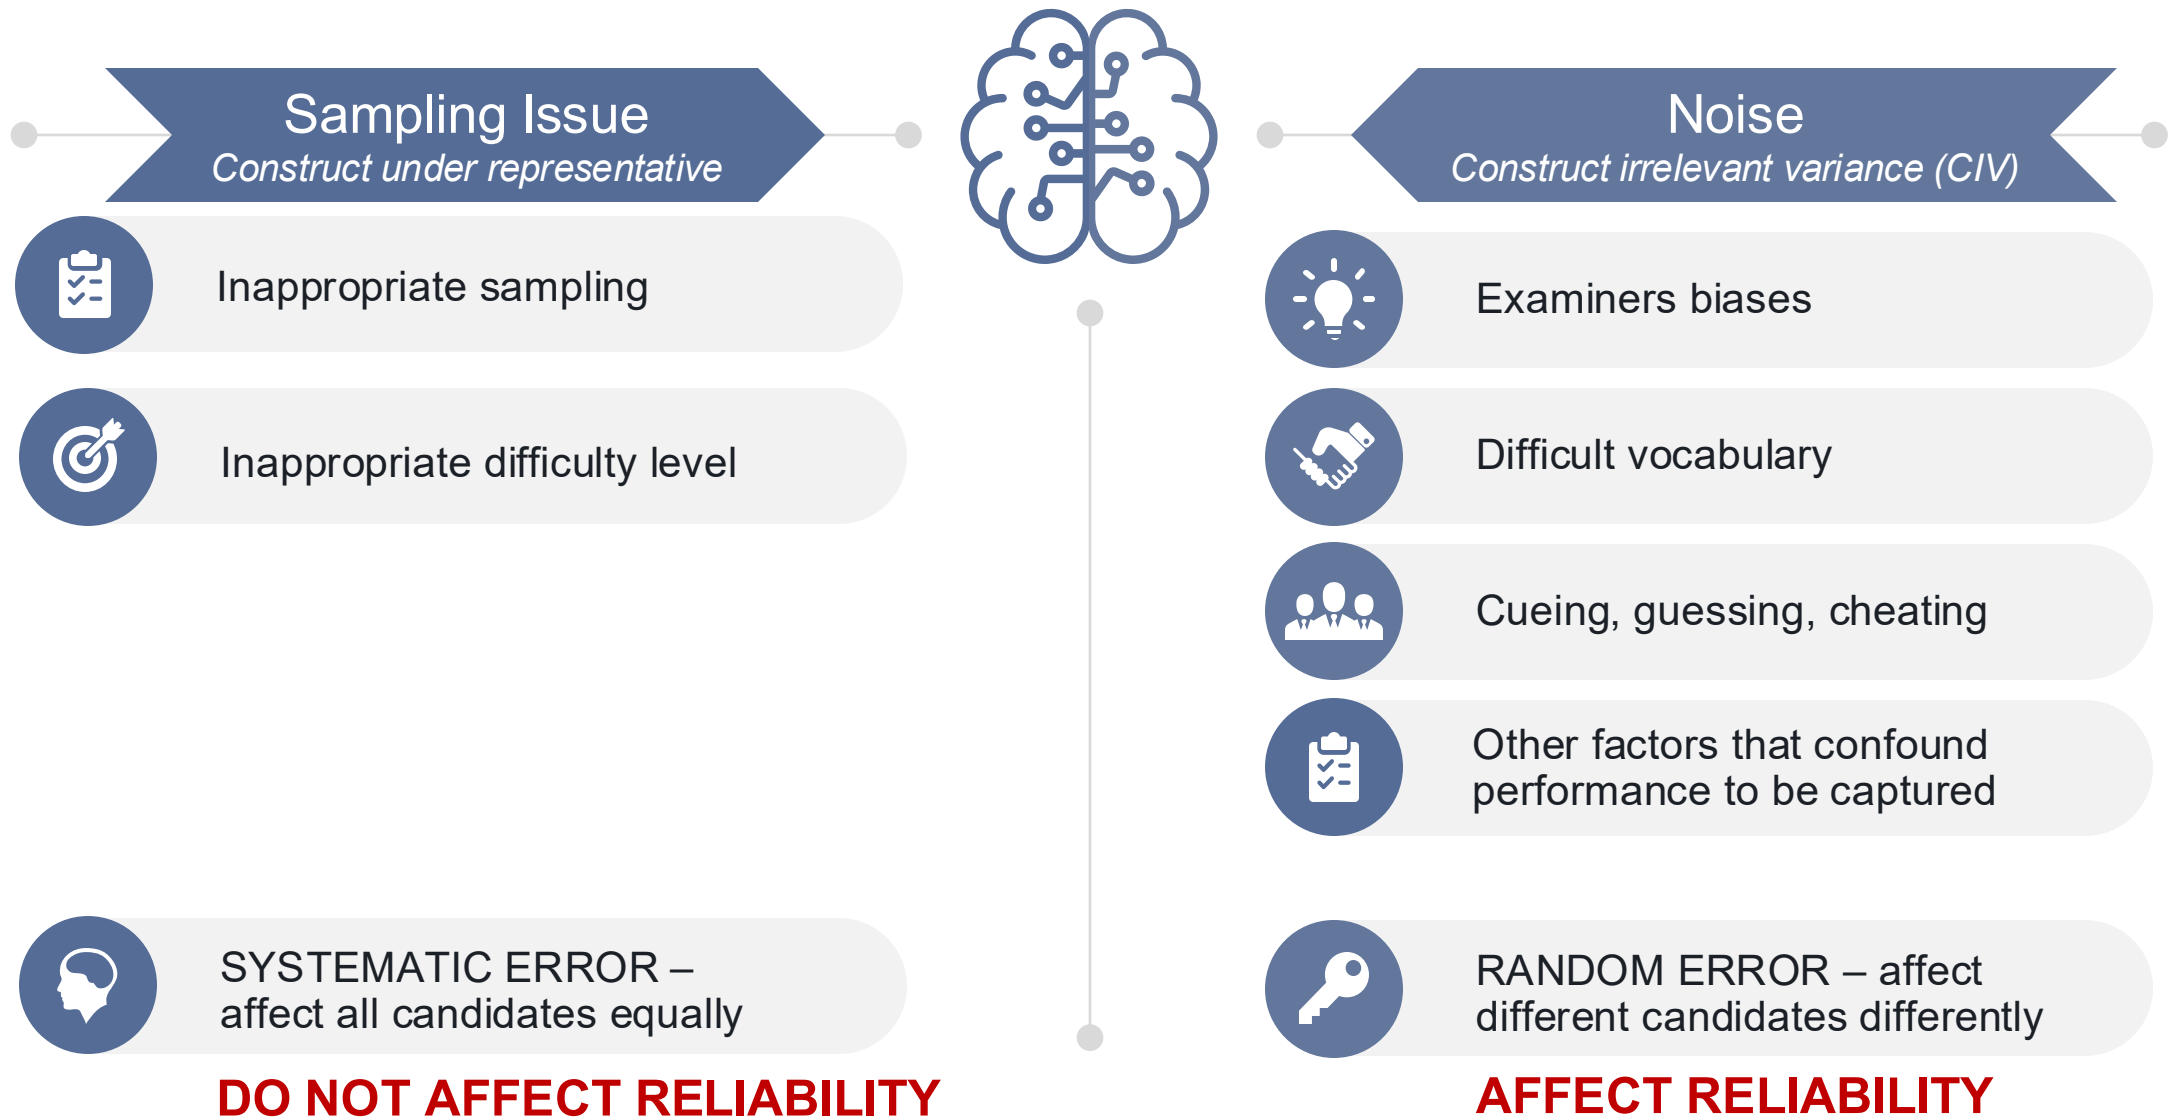 Sampling Issue
Construct under representative
Inappropriate sampling
Inappropriate difficulty level
SYSTEMATIC ERROR –
affect all candidates equally
DO NOT AFFECT RELIABILITY
Noise
Construct irrelevant variance (CIV)
Examiners biases
Difficult vocabulary
Cueing, guessing, cheating
Other factors that confound
performance to be captured
RANDOM ERROR – affect
different candidates differently
AFFECT RELIABILITY